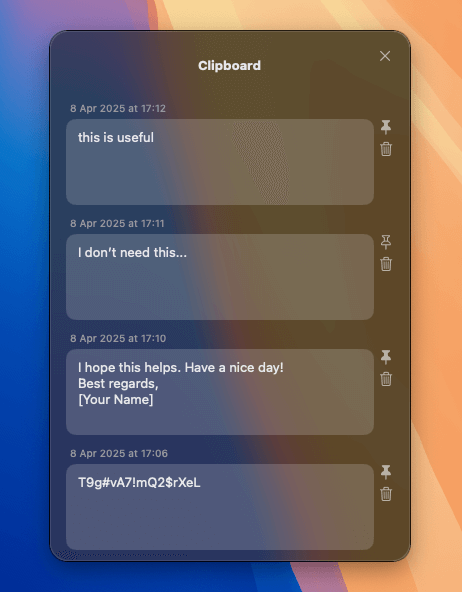 Clipboard
8 Apr 2025 at 17:12
this is useful
8 Apr 2025 at 17:11
I don’t need this...
8 Apr 2025 at 17:10
I hope this helps. Have a nice day!
Best regards,
[Your Name]
8 Apr 2025 at 17:06
T9g#vA7!mQ2$rXeL